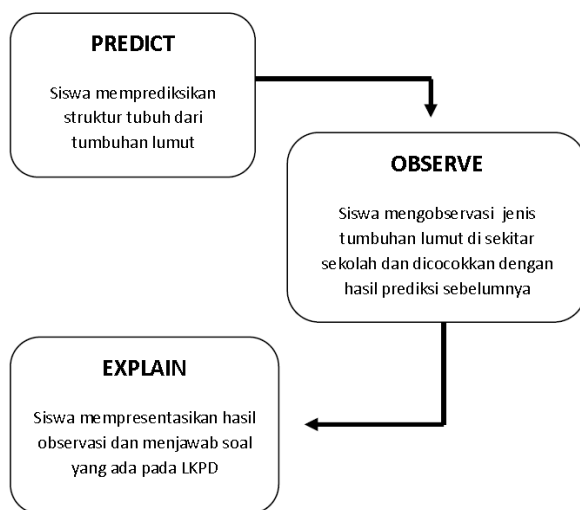 PREDICT
Siswa memprediksikan
struktur tubuh dari
tumbuhan lumut
OBSERVE
Siswa mengobservasi jenis
tumbuhan lumut di sekitar
sekolah dan dicocokkan dengan
hasil prediksi sebelumnya
EXPLAIN
Siswa mempresentasikan hasil
observasi dan menjawab soal
yang ada pada LKPD